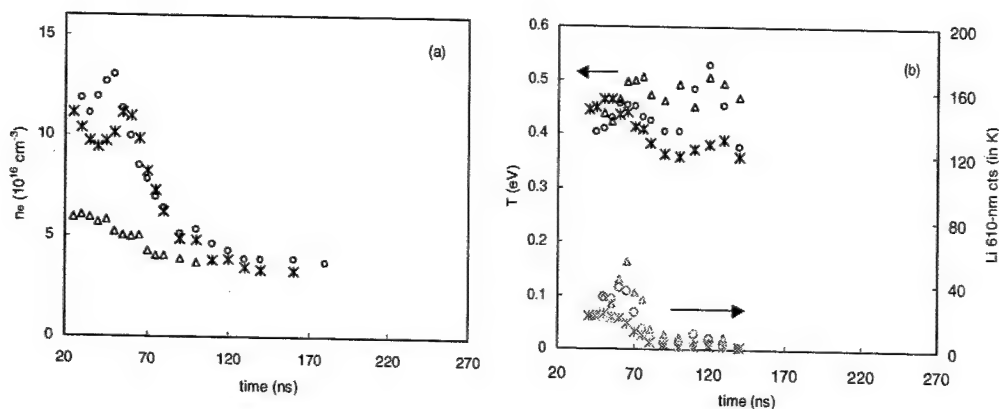 (a)
15
10
5
0
nₑ (10¹⁶ cm⁻³)
20 70 120 170 220 270
time (ns)
(b)
0.6
0.5
0.4
0.3
0.2
0.1
0
T (eV)
200
160
120
80
40
0
Li 610-nm cts (in K)
20 70 120 170 220 270
time (ns)